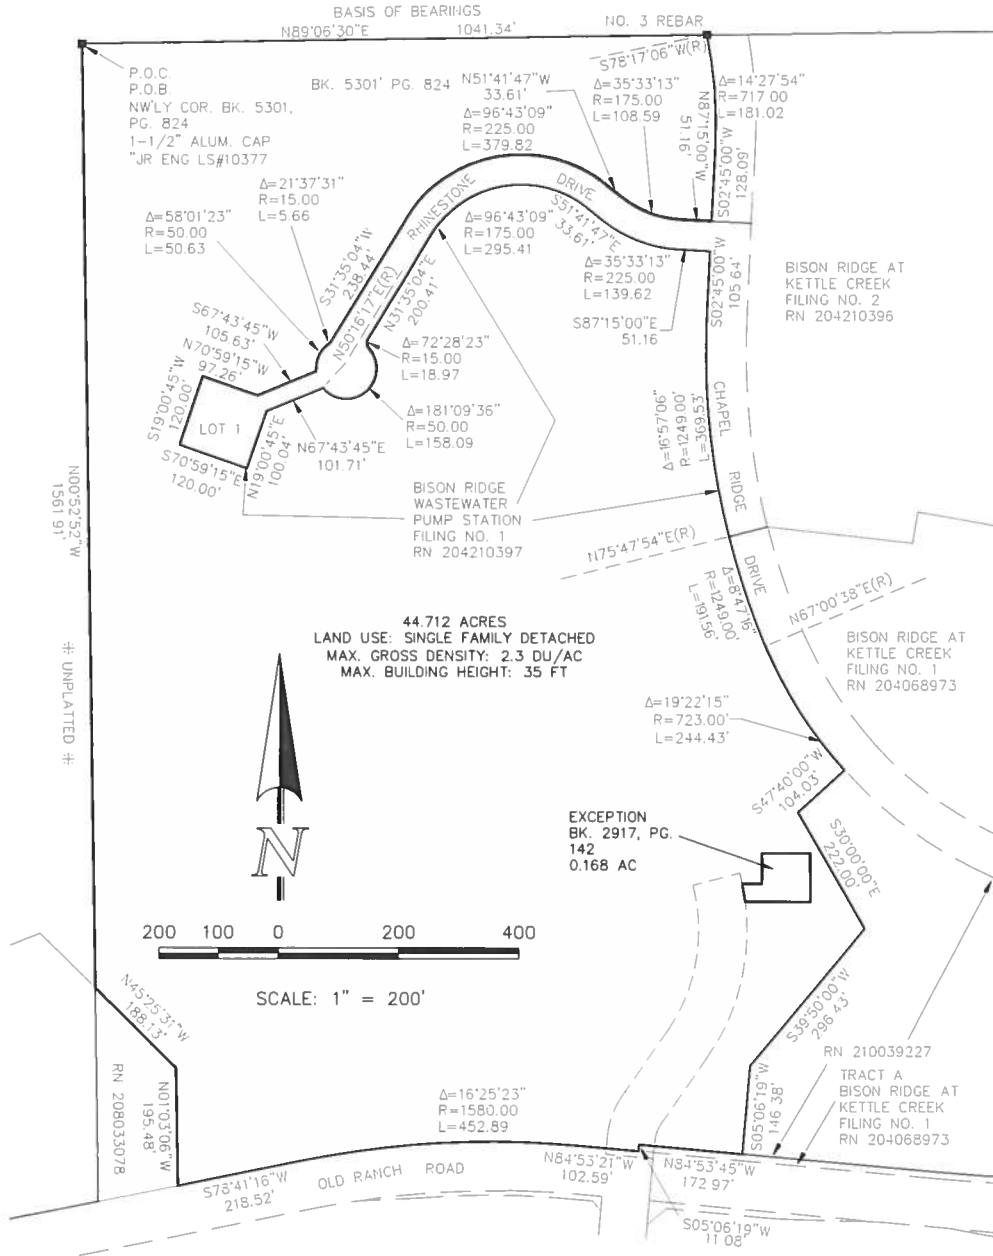 BASIS OF BEARINGS
N89°06'30"E 1041.34'
NO. 3 REBAR
S78°17'06"W(R)
P.O.C.
P.O.B.
NW'LY COR. BK. 5301,
PG. 824
1-1/2" ALUM. CAP
"JR ENG LS#10377
BK. 5301' PG. 824
N51°41'47"W
33.61'
Δ=96°43'09"
R=225.00
L=379.82
Δ=35°33'13"
R=175.00
L=108.59
Δ=14°27'54"
R=717.00
L=181.02
N87°15'00"W
51.16'
S02°45'00"W
128.09'
Δ=21°37'31"
R=15.00
L=5.66
Δ=58°01'23"
R=50.00
L=50.63
RHINESTONE
DRIVE
S31°35'04"W
238.44'
N50°16'17"E(R)
N31°35'04"E
200.41'
Δ=96°43'09"
R=175.00
L=295.41
S51°41'47"E
33.61'
Δ=35°33'13"
R=225.00
L=139.62
S87°15'00"E
51.16
S02°45'00"W
105.64'
BISON RIDGE AT
KETTLE CREEK
FILING NO. 2
RN 204210396
S67°43'45"W
105.63'
N70°59'15"W
97.26'
S19°00'45"W
120.00'
LOT 1
S70°59'15"E
120.00'
N19°00'45"E
100.04'
N67°43'45"E
101.71'
Δ=72°28'23"
R=15.00
L=18.97
Δ=181°09'36"
R=50.00
L=158.09
Δ=16°57'06"
R=1249.00'
L=369.53'
CHAPEL
RIDGE
DRIVE
BISON RIDGE
WASTEWATER
PUMP STATION
FILING NO. 1
RN 204210397
N00°52'52"W
1561.91'
* UNPLATTED *
N75°47'54"E(R)
Δ=8°47'16"
R=1249.00'
L=191.56'
N67°00'38"E(R)
BISON RIDGE AT
KETTLE CREEK
FILING NO. 1
RN 204068973
44.712 ACRES
LAND USE: SINGLE FAMILY DETACHED
MAX. GROSS DENSITY: 2.3 DU/AC
MAX. BUILDING HEIGHT: 35 FT
Δ=19°22'15"
R=723.00'
L=244.43'
S47°40'00"W
104.03'
EXCEPTION
BK. 2917, PG.
142
0.168 AC
S30°00'00"E
222.00'
N
200 100 0 200 400
SCALE: 1" = 200'
N45°25'31"W
188.13'
S39°50'00"W
296.43'
RN 210039227
TRACT A
BISON RIDGE AT
KETTLE CREEK
FILING NO. 1
RN 204068973
RN 208033078
N01°03'06"W
195.48'
Δ=16°25'23"
R=1580.00
L=452.89
S05°06'19"W
146.38'
S78°41'16"W
218.52'
OLD RANCH ROAD
N84°53'21"W
102.59'
N84°53'45"W
172.97'
S05°06'19"W
11.08'